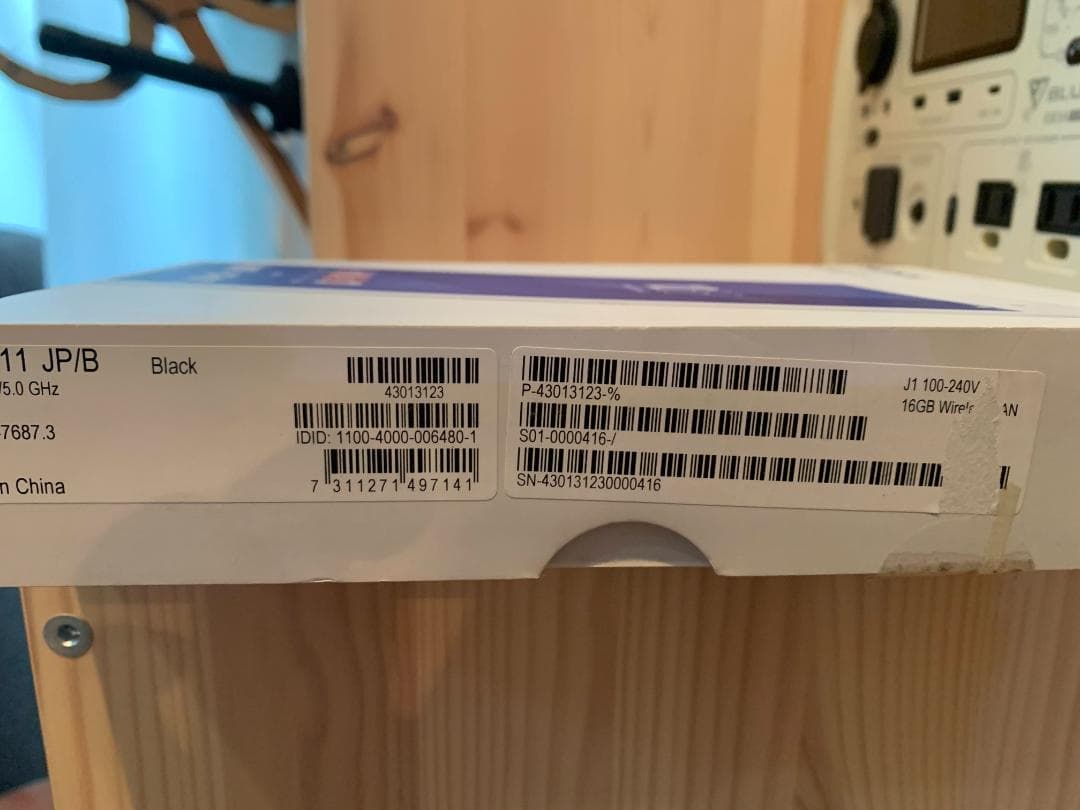 11 JP/B
Black
/5.0 GHz
7687.3
n China
43013123
IDID: 1100-4000-006480-1
7 311271 497141
P-43013123-%
S01-0000416-/
SN-430131230000416
J1 100-240V
16GB AN
BLU